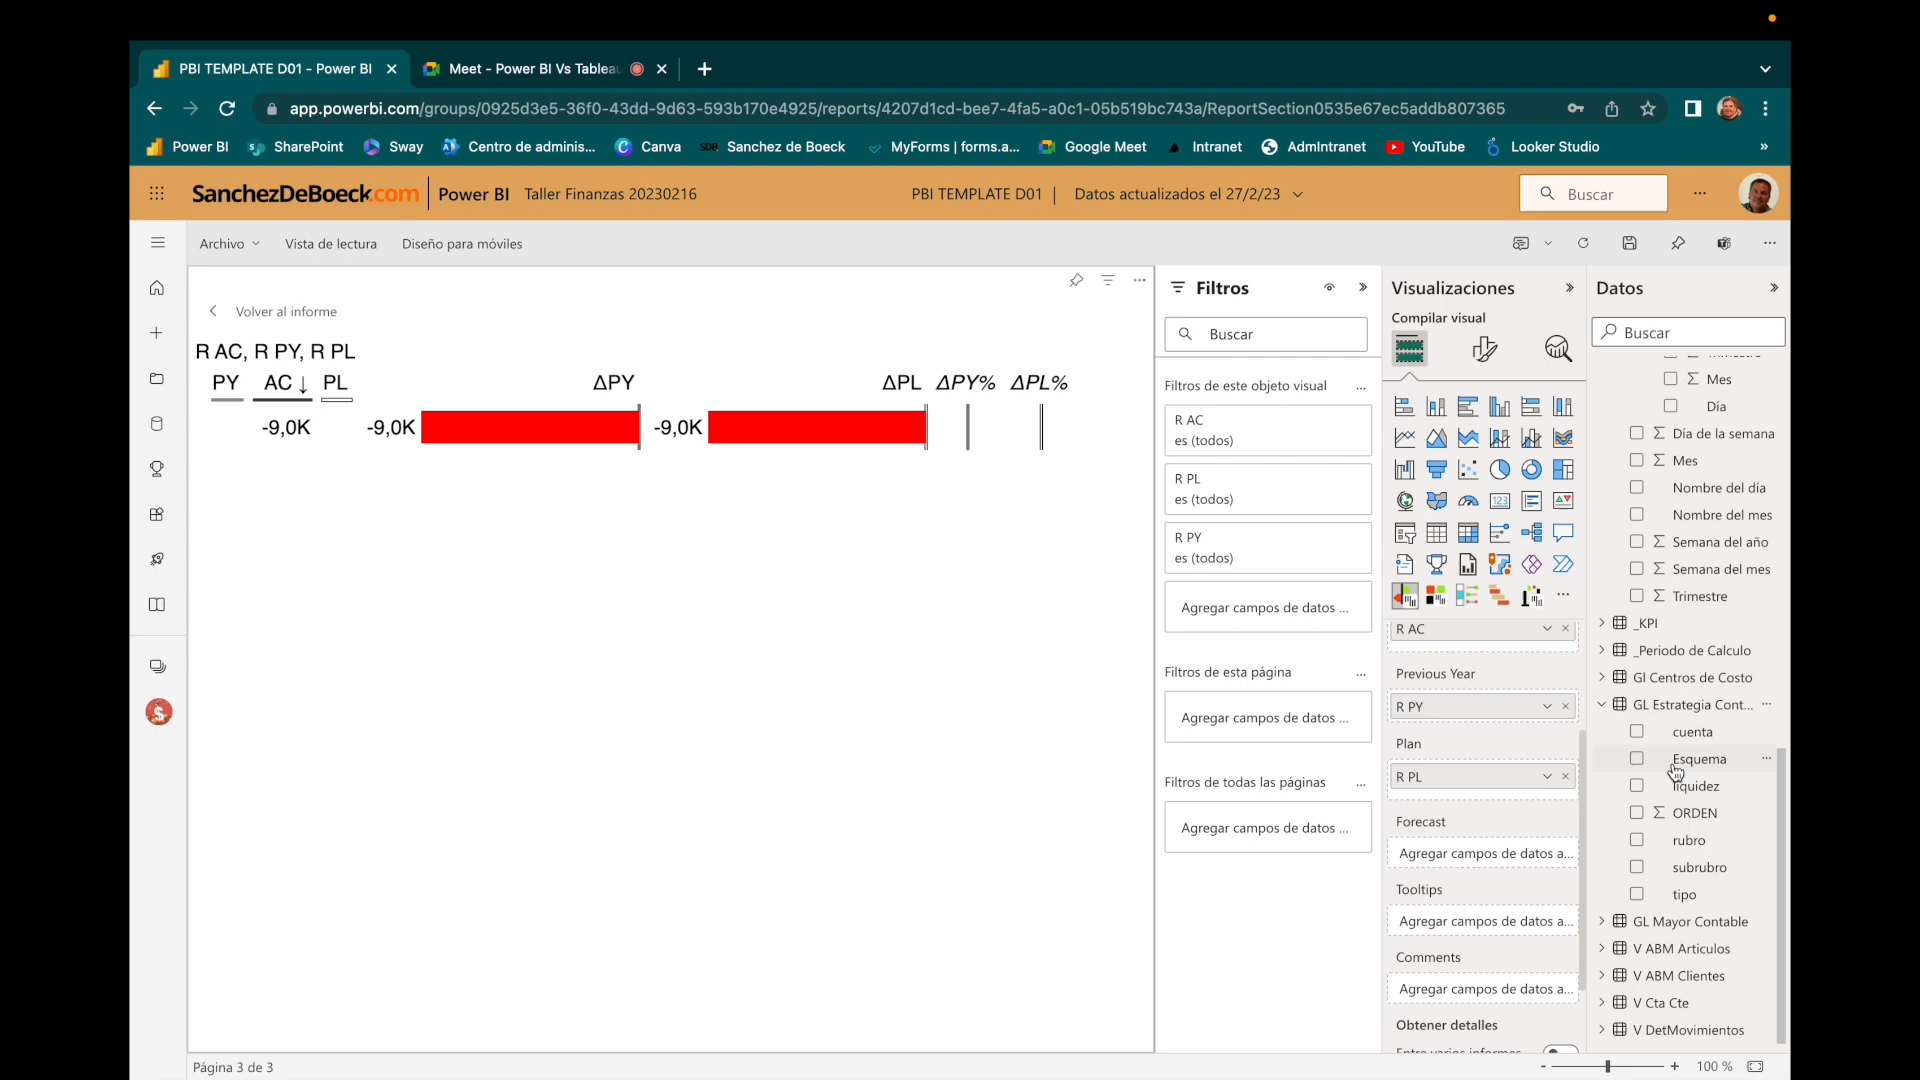 PBI TEMPLATE D01 - Power BI
Meet - Power BI Vs Tableau
app.powerbi.com/groups/0925d3e5-36f0-43dd-9d63-593b170e4925/reports/4207d1cd-bee7-4fa5-a0c1-05b519bc743a/ReportSection0535e67ec5addb807365
Power BI SharePoint Sway Centro de adminis... Canva SDB Sanchez de Boeck MyForms | forms.a... Google Meet Intranet AdmIntranet YouTube Looker Studio »
SanchezDeBoeck.com Power BI Taller Finanzas 20230216 PBI TEMPLATE D01 | Datos actualizados el 27/2/23 Buscar
Archivo Vista de lectura Diseño para móviles
Volver al informe
R AC, R PY, R PL
PY AC ↓ PL ΔPY ΔPL ΔPY% ΔPL%
-9,0K -9,0K -9,0K
Filtros
Buscar
Filtros de este objeto visual ...
R AC
es (todos)
R PL
es (todos)
R PY
es (todos)
Agregar campos de datos ...
Filtros de esta página ...
Agregar campos de datos ...
Filtros de todas las páginas ...
Agregar campos de datos ...
Visualizaciones
Compilar visual
123
R AC
Previous Year
R PY
Plan
R PL
Forecast
Agregar campos de datos a...
Tooltips
Agregar campos de datos a...
Comments
Agregar campos de datos a...
Obtener detalles
Entre varios informes
Datos
Buscar
Trimestre
Σ Mes
Día
Σ Día de la semana
Σ Mes
Nombre del día
Nombre del mes
Σ Semana del año
Σ Semana del mes
Σ Trimestre
_KPI
_Periodo de Calculo
Gl Centros de Costo
GL Estrategia Cont... ...
cuenta
Esquema ...
liquidez
Σ ORDEN
rubro
subrubro
tipo
GL Mayor Contable
V ABM Articulos
V ABM Clientes
V Cta Cte
V DetMovimientos
Página 3 de 3
- + 100 %